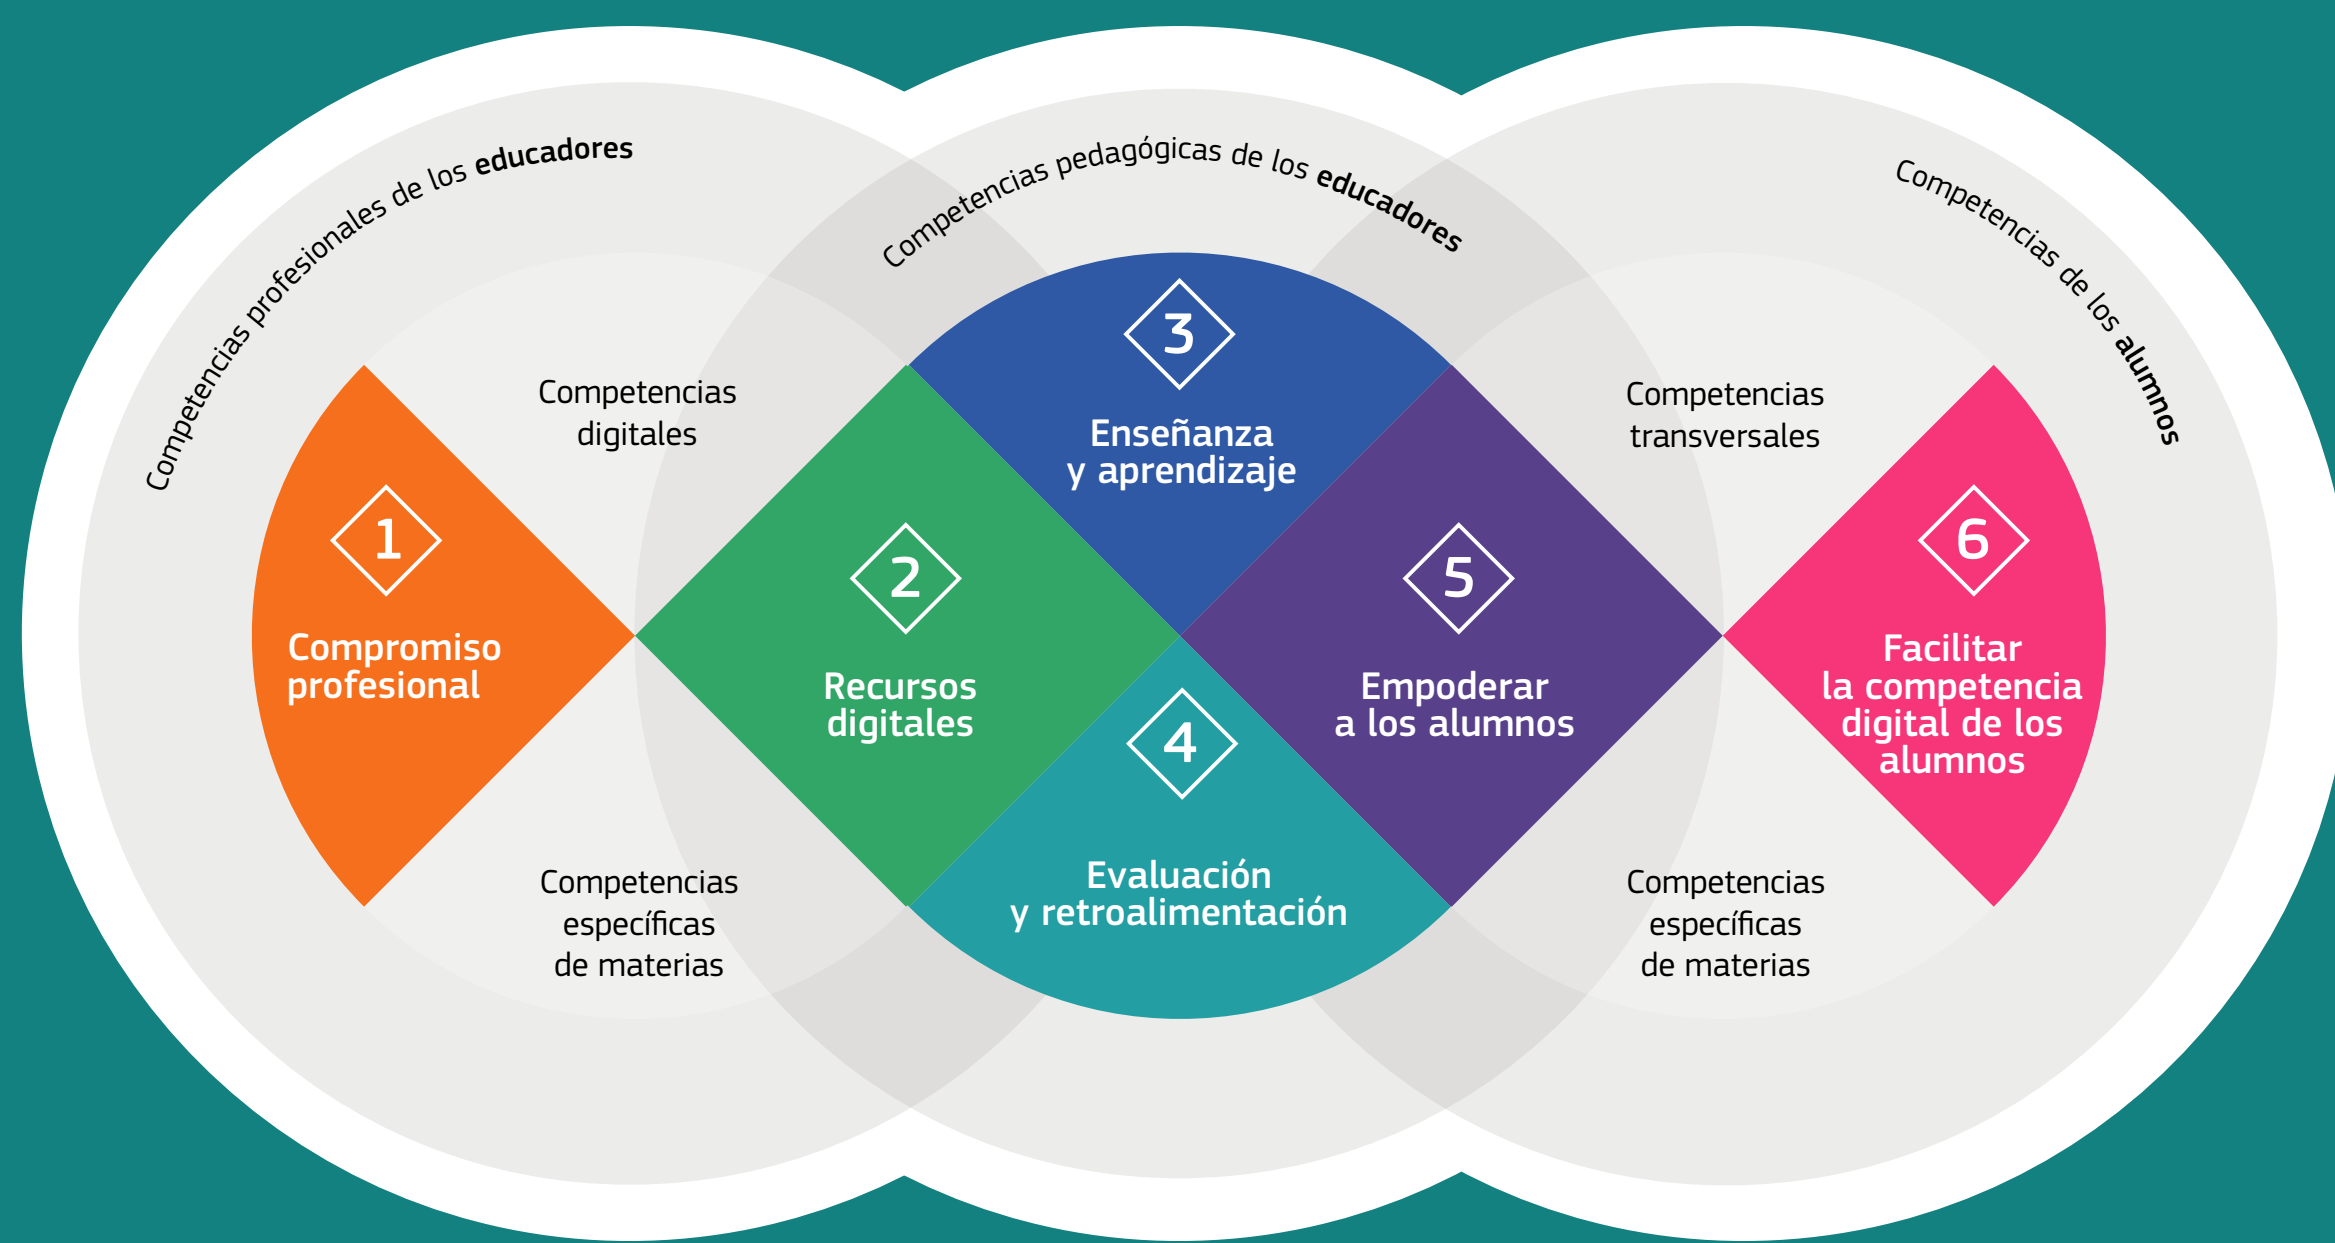 Competencias profesionales de los educadores
Competencias pedagógicas de los educadores
Competencias de los alumnos
Competencias
digitales
Competencias
específicas
de materias
1
Compromiso
profesional
2
Recursos
digitales
3
Enseñanza
y aprendizaje
4
Evaluación
y retroalimentación
5
Empoderar
a los alumnos
Competencias
transversales
Competencias
específicas
de materias
6
Facilitar
la competencia
digital de los
alumnos